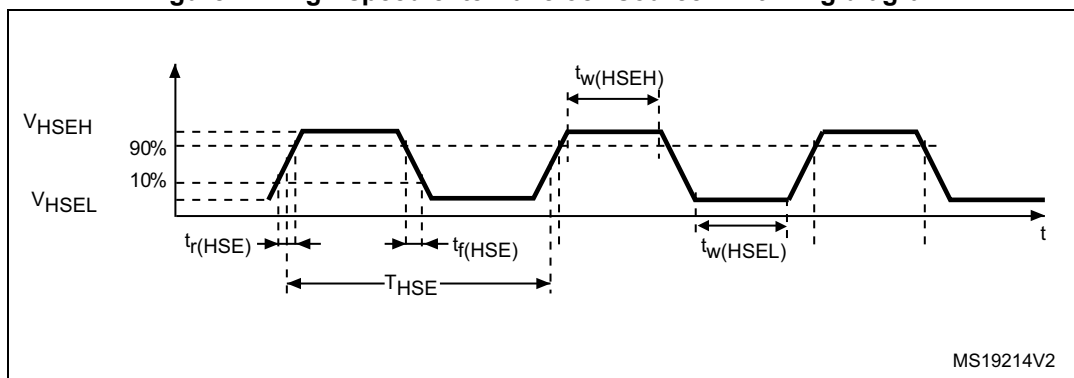 tw(HSEH)
VHSEH
90%
10%
VHSEL
tr(HSE)
tf(HSE)
tw(HSEL)
t
THSE
MS19214V2